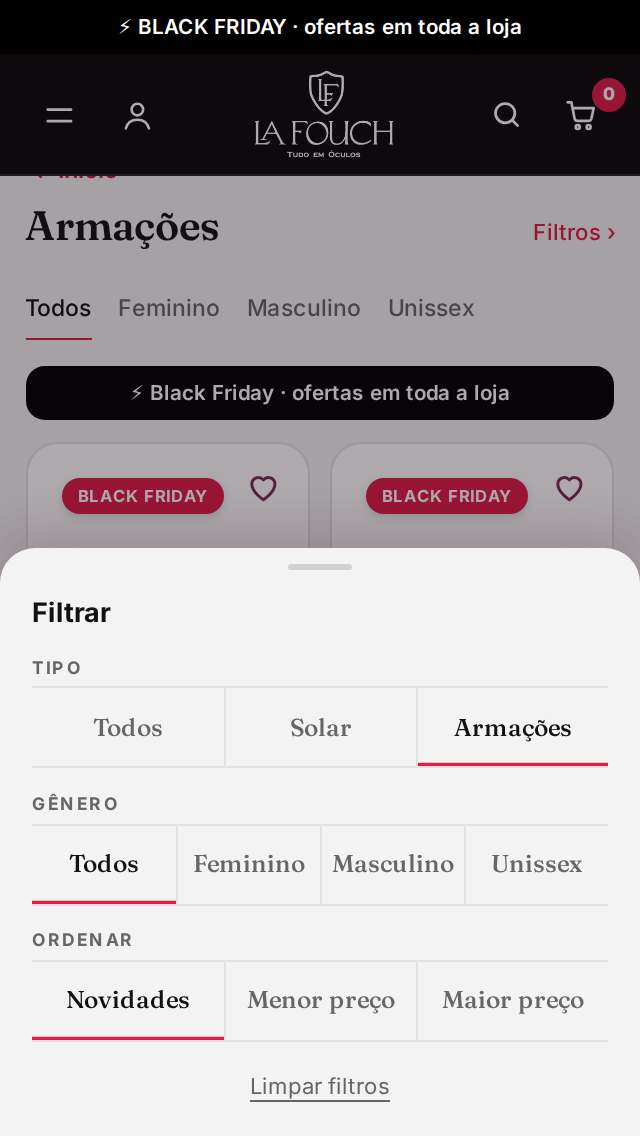 ⚡ BLACK FRIDAY · ofertas em toda a loja
0
LF
LA FOUCH
TUDO EM ÓCULOS
Início
Armações
Filtros ›
Todos Feminino Masculino Unissex
⚡ Black Friday · ofertas em toda a loja
BLACK FRIDAY BLACK FRIDAY
Filtrar
TIPO
Todos Solar Armações
GÊNERO
Todos Feminino Masculino Unissex
ORDENAR
Novidades Menor preço Maior preço
Limpar filtros